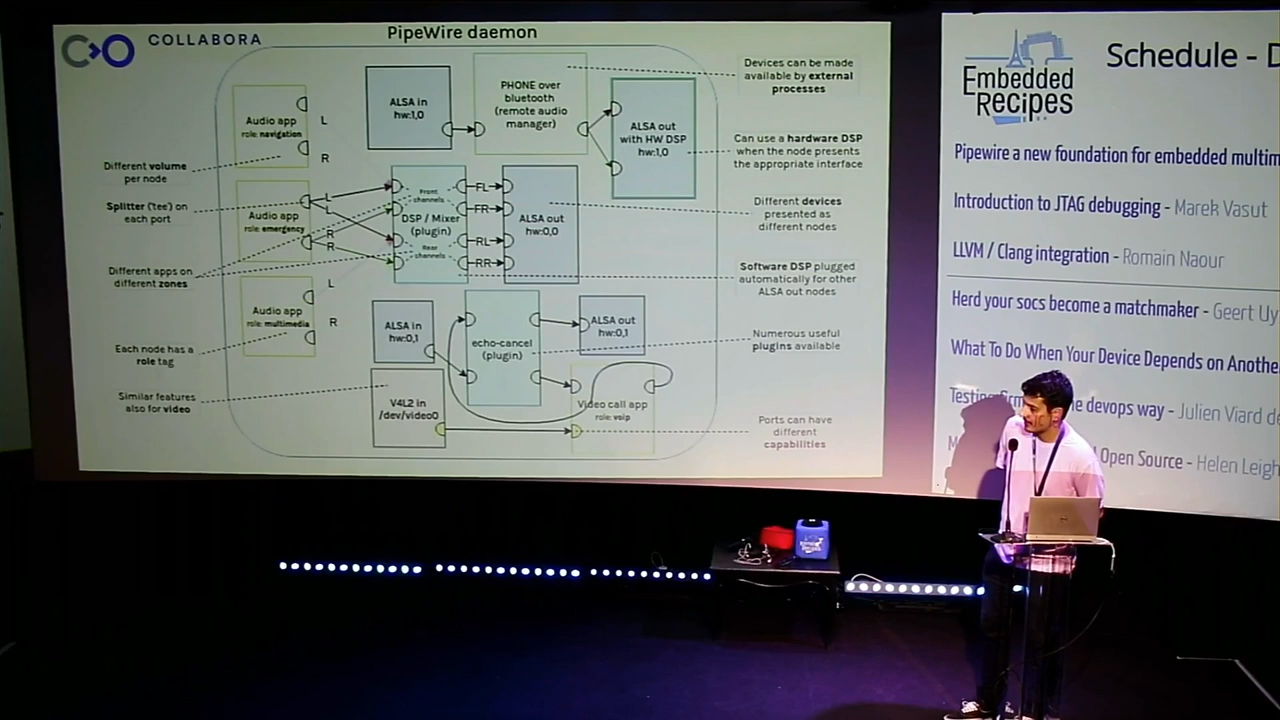 COLLABORA
PipeWire daemon
Audio app
role: navigation
L
R
ALSA in
hw:1,0
PHONE over
bluetooth
(remote audio
manager)
ALSA out
with HW DSP
hw:1,0
Devices can be made
available by external
processes
Can use a hardware DSP
when the node presents
the appropriate interface
Different volume
per node
Splitter ('tee') on
each port
Audio app
role: emergency
L
L
R
R
Front
channels
DSP / Mixer
(plugin)
Rear
channels
FL
FR
RL
RR
ALSA out
hw:0,0
Different devices
presented as
different nodes
Different apps on
different zones
Software DSP plugged
automatically for other
ALSA out nodes
Audio app
role: multimedia
L
R
ALSA in
hw:0,1
echo-cancel
(plugin)
ALSA out
hw:0,1
Numerous useful
plugins available
Each node has a
role tag
Similar features
also for video
V4L2 in
/dev/video0
Video call app
role: voip
Ports can have
different
capabilities
Embedded
Recipes
Schedule - D
Pipewire a new foundation for embedded multim
Introduction to JTAG debugging - Marek Vasut
LLVM / Clang integration - Romain Naour
Herd your socs become a matchmaker - Geert Uy
What To Do When Your Device Depends on Anothe
devops way - Julien Viard de
Open Source - Helen Leigh
EMBEDDED
RECIPES